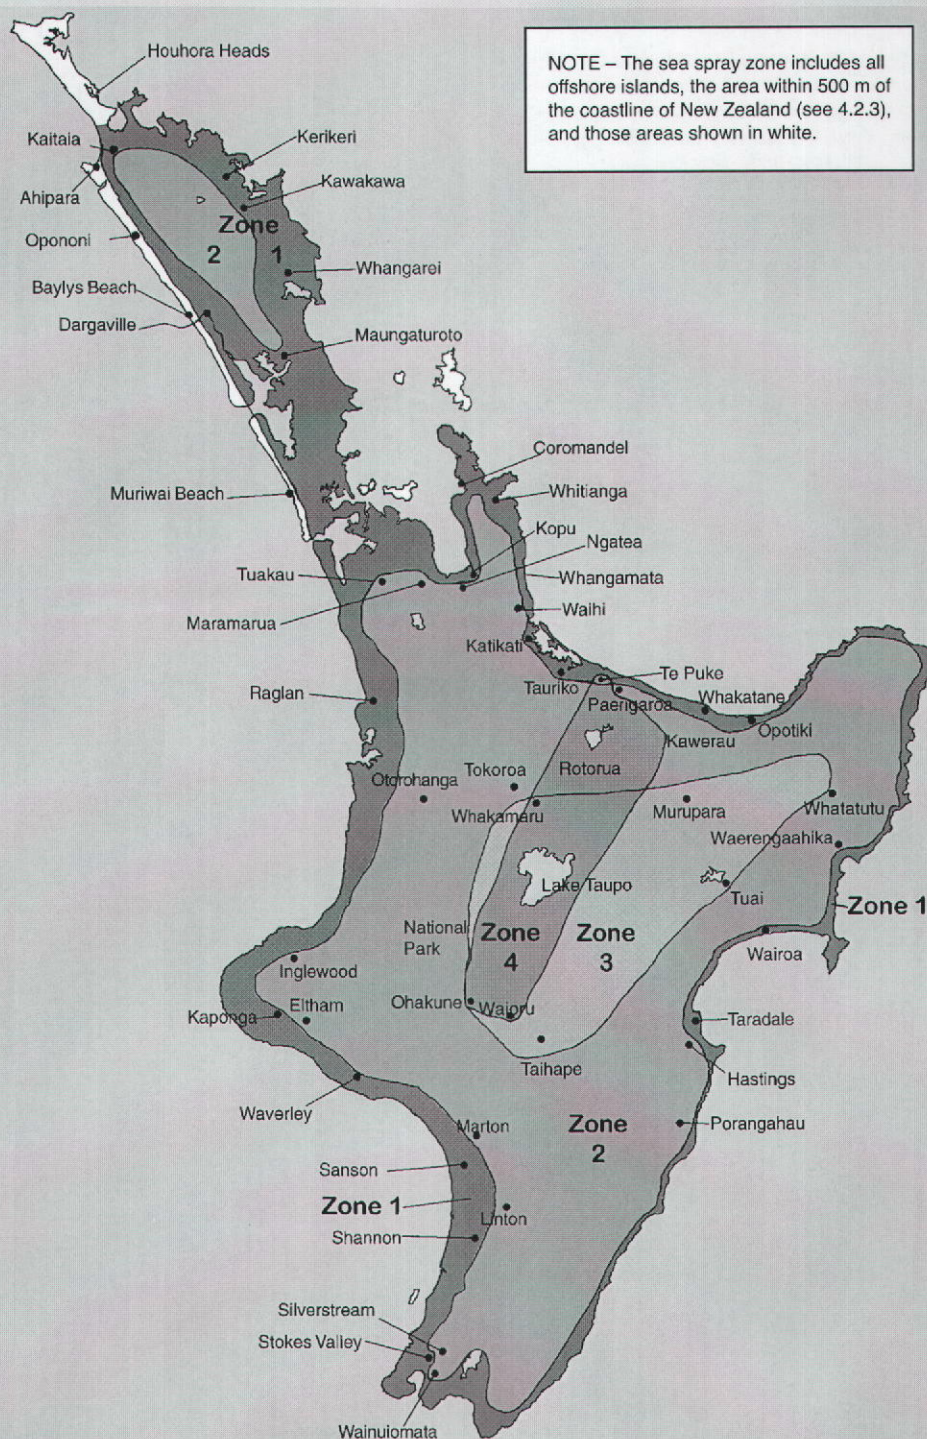 NOTE – The sea spray zone includes all
offshore islands, the area within 500 m of
the coastline of New Zealand (see 4.2.3),
and those areas shown in white.
Houhora Heads
Kaitaia
Kerikeri
Ahipara
Kawakawa
Zone
2
1
Opononi
Whangarei
Baylys Beach
Dargaville
Maungaturoto
Coromandel
Muriwai Beach
Whitianga
Kopu
Ngatea
Tuakau
Whangamata
Maramarua
Waihi
Katikati
Te Puke
Tauriko
Raglan
Paerigaroa
Whakatane
Opotiki
Kawerau
Rotorua
Tokoroa
Otorohanga
Whakamaru
Murupara
Whatatutu
Waerengaahika
Lake Taupo
Tuai
Zone 1
National
Park
Zone
4
Zone
3
Wairoa
Inglewood
Ohakune
Waioru
Eltham
Kaponga
Taradale
Taihape
Hastings
Waverley
Marton
Zone
2
Porangahau
Sanson
Zone 1
Linton
Shannon
Silverstream
Stokes Valley
Wainuiomata